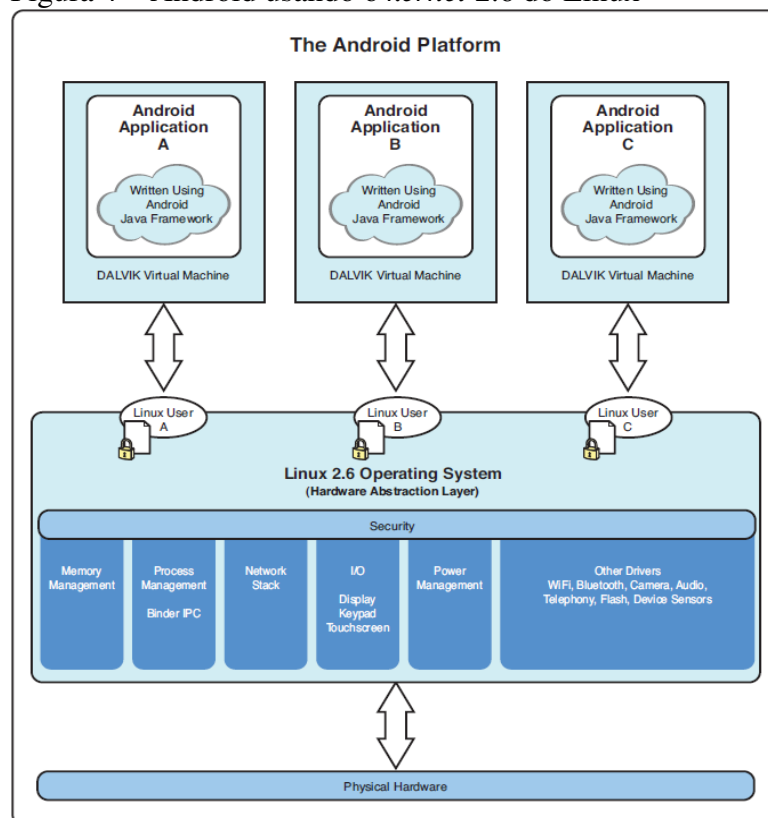 The Android Platform
Android
Application
A
Written Using
Android
Java Framework
DALVIK Virtual Machine
Android
Application
B
Written Using
Android
Java Framework
DALVIK Virtual Machine
Android
Application
C
Written Using
Android
Java Framework
DALVIK Virtual Machine
Linux User
A
Linux User
B
Linux User
C
Linux 2.6 Operating System
(Hardware Abstraction Layer)
Security
Memory
Management
Process
Management
Binder IPC
Network
Stack
I/O
Display
Keypad
Touchscreen
Power
Management
Other Drivers
WiFi, Bluetooth, Camera, Audio,
Telephony, Flash, Device Sensors
Physical Hardware